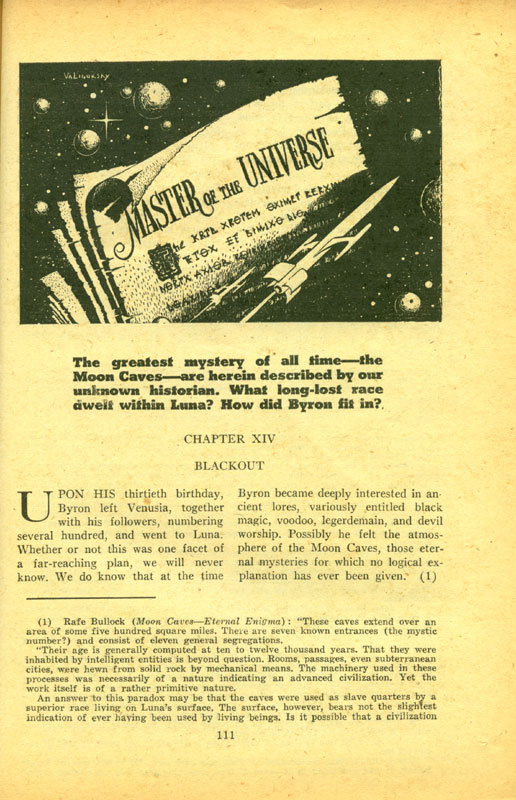 VALIGURSKY
MASTER OF THE UNIVERSE
The greatest mystery of all time—the
Moon Caves—are herein described by our
unknown historian. What long-lost race
dwelt within Luna? How did Byron fit in?
CHAPTER XIV
BLACKOUT
UPON HIS thirtieth birthday,
Byron left Venusia, together
with his followers, numbering
several hundred, and went to Luna.
Whether or not this was one facet of
a far-reaching plan, we will never
know. We do know that at the time
Byron became deeply interested in an-
cient lores, variously entitled black
magic, voodoo, legerdemain, and devil
worship. Possibly he felt the atmos-
phere of the Moon Caves, those eter-
nal mysteries for which no logical ex-
planation has ever been given. (1)
(1) Rafe Bullock (Moon Caves—Eternal Enigma): "These caves extend over an
area of some five hundred square miles. There are seven known entrances (the mystic
number?) and consist of eleven general segregations.
"Their age is generally computed at ten to twelve thousand years. That they were
inhabited by intelligent entities is beyond question. Rooms, passages, even subterranean
cities, were hewn from solid rock by mechanical means. The machinery used in these
processes was necessarily of a nature indicating an advanced civilization. Yet the
work itself is of a rather primitive nature.
An answer to this paradox may be that the caves were used as slave quarters by a
superior race living on Luna's surface. The surface, however, bears not the slightest
indication of ever having been used by living beings. Is it possible that a civilization
111